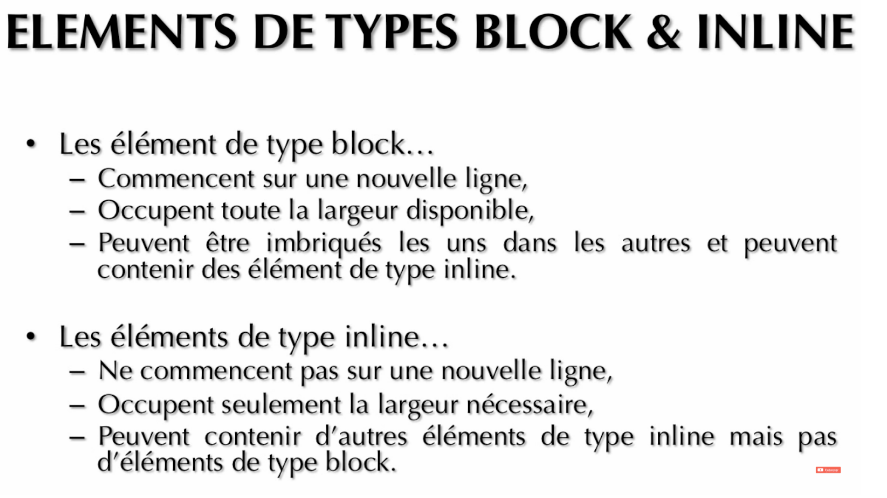 ELEMENTS DE TYPES BLOCK & INLINE
• Les élément de type block…
– Commencent sur une nouvelle ligne,
– Occupent toute la largeur disponible,
– Peuvent être imbriqués les uns dans les autres et peuvent
contenir des élément de type inline.
• Les éléments de type inline…
– Ne commencent pas sur une nouvelle ligne,
– Occupent seulement la largeur nécessaire,
– Peuvent contenir d’autres éléments de type inline mais pas
d’éléments de type block.